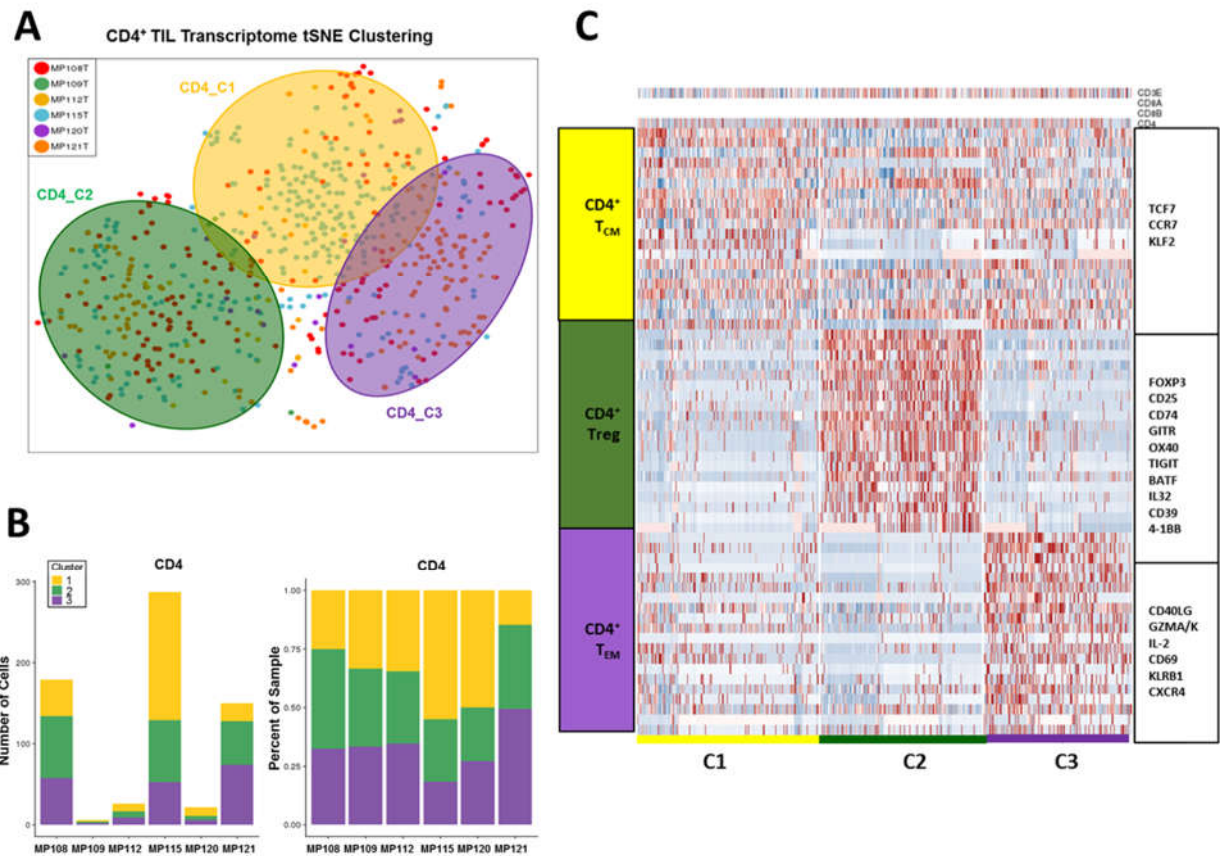 A
CD4⁺ TIL Transcriptome tSNE Clustering
MP108T
MP109T
MP112T
MP115T
MP120T
MP121T
CD4_C1
CD4_C2
CD4_C3
B
CD4
Cluster
1
2
3
Number of Cells
300
200
100
0
MP108 MP109 MP112 MP115 MP120 MP121
CD4
Percent of Sample
1.00
0.75
0.50
0.25
0.00
MP108 MP109 MP112 MP115 MP120 MP121
C
CD3E
CD8A
CD8B
CD4
CD4⁺
T_CM
CD4⁺
Treg
CD4⁺
T_EM
TCF7
CCR7
KLF2
FOXP3
CD25
CD74
GITR
OX40
TIGIT
BATF
IL32
CD39
4-1BB
CD40LG
GZMA/K
IL-2
CD69
KLRB1
CXCR4
C1 C2 C3